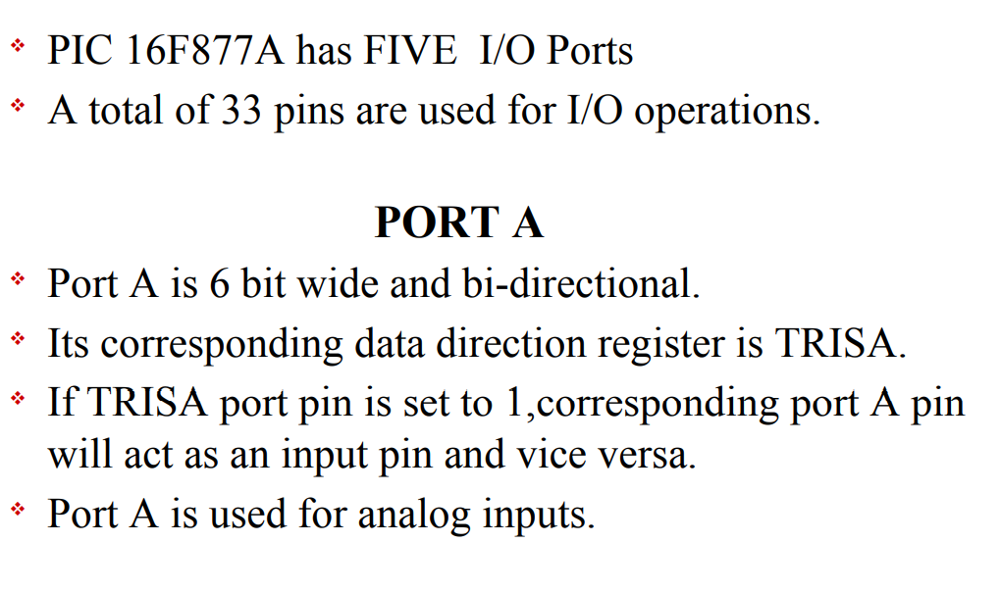 ❖ PIC 16F877A has FIVE I/O Ports
❖ A total of 33 pins are used for I/O operations.
PORT A
❖ Port A is 6 bit wide and bi-directional.
❖ Its corresponding data direction register is TRISA.
❖ If TRISA port pin is set to 1,corresponding port A pin
will act as an input pin and vice versa.
❖ Port A is used for analog inputs.